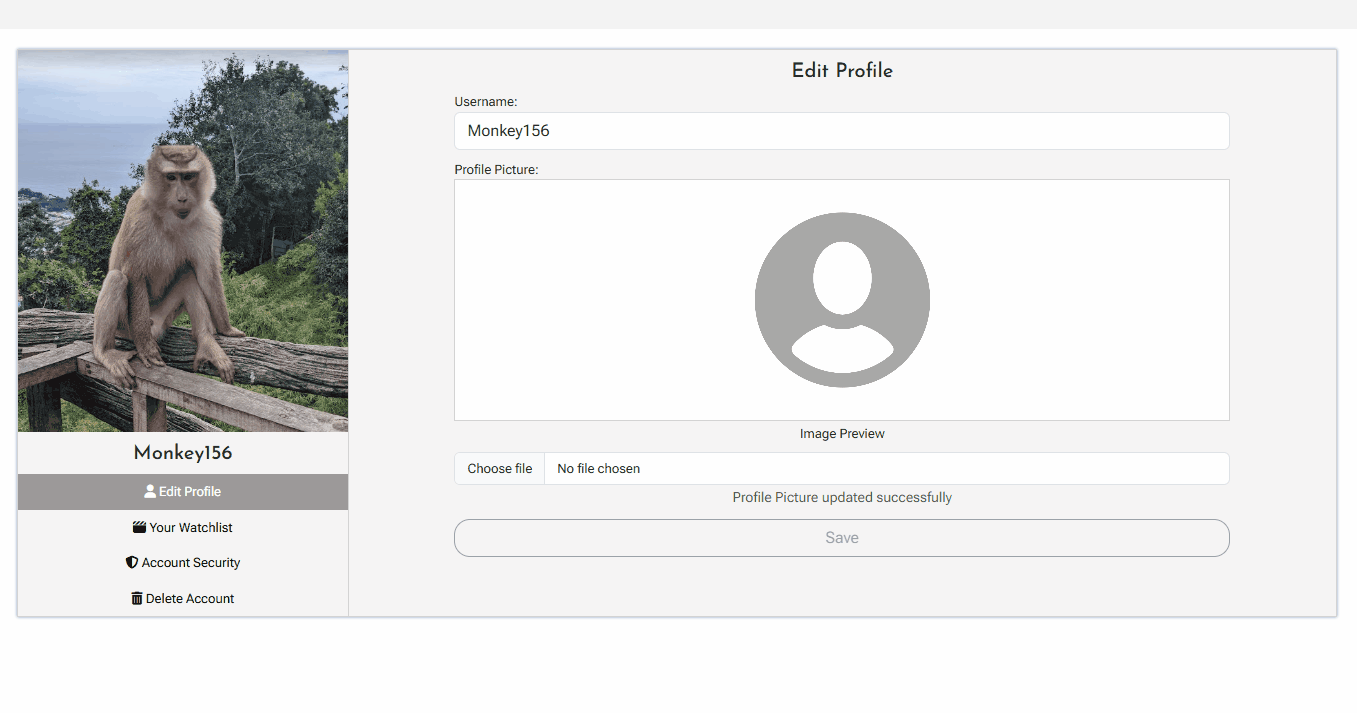 Monkey156
Edit Profile
Your Watchlist
Account Security
Delete Account
Edit Profile
Username:
Monkey156
Profile Picture:
Image Preview
Choose file No file chosen
Profile Picture updated successfully
Save